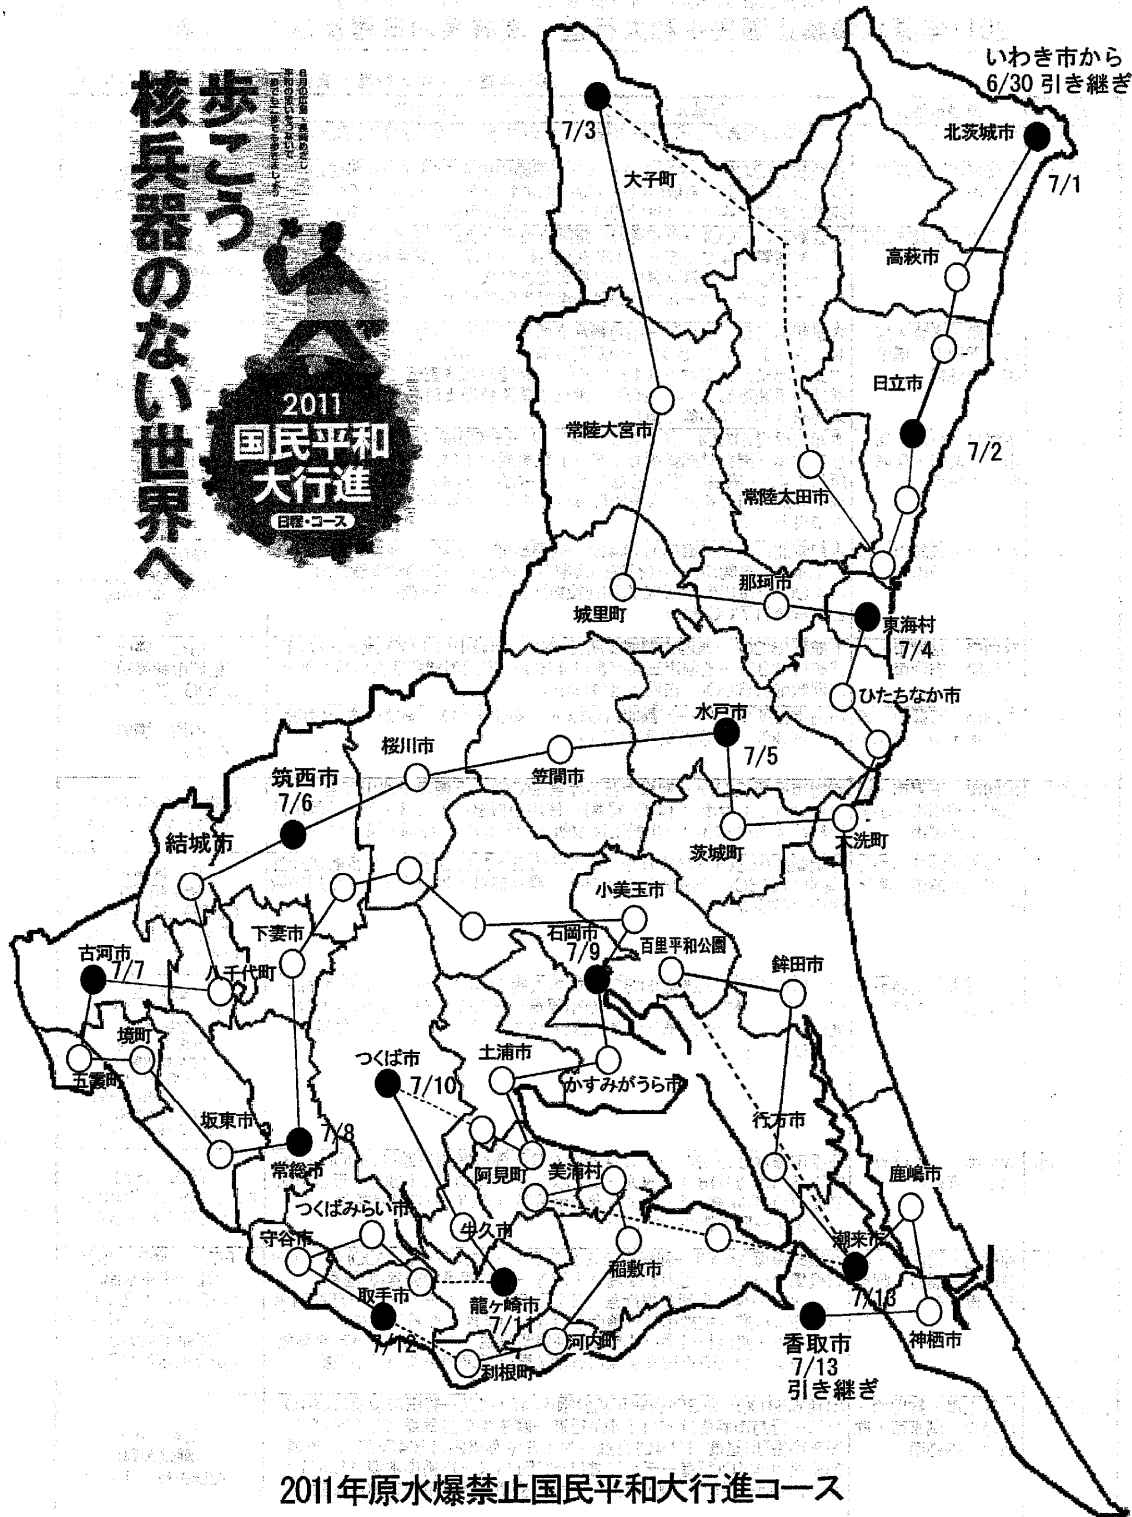 歩こう
核兵器のない世界へ
2011
国民平和
大行進
日程・コース
いわき市から
6/30 引き継ぎ
北茨城市
7/1
7/3
大子町
高萩市
日立市
7/2
常陸大宮市
常陸太田市
那珂市
城里町
東海村
7/4
ひたちなか市
水戸市
7/5
桜川市
笠間市
筑西市
7/6
茨城町
大洗町
結城市
小美玉市
下妻市
石岡市
7/9
百里平和公園
古河市
7/7
八千代町
鉾田市
境町
五霞町
つくば市
7/10
土浦市
かすみがうら市
坂東市
7/8
常総市
行方市
阿見町
美浦村
鹿嶋市
つくばみらい市
守谷市
牛久市
潮来市
稲敷市
取手市
7/12
龍ヶ崎市
7/11
7/13
神栖市
香取市
7/13
引き継ぎ
河内町
利根町
2011年原水爆禁止国民平和大行進コース